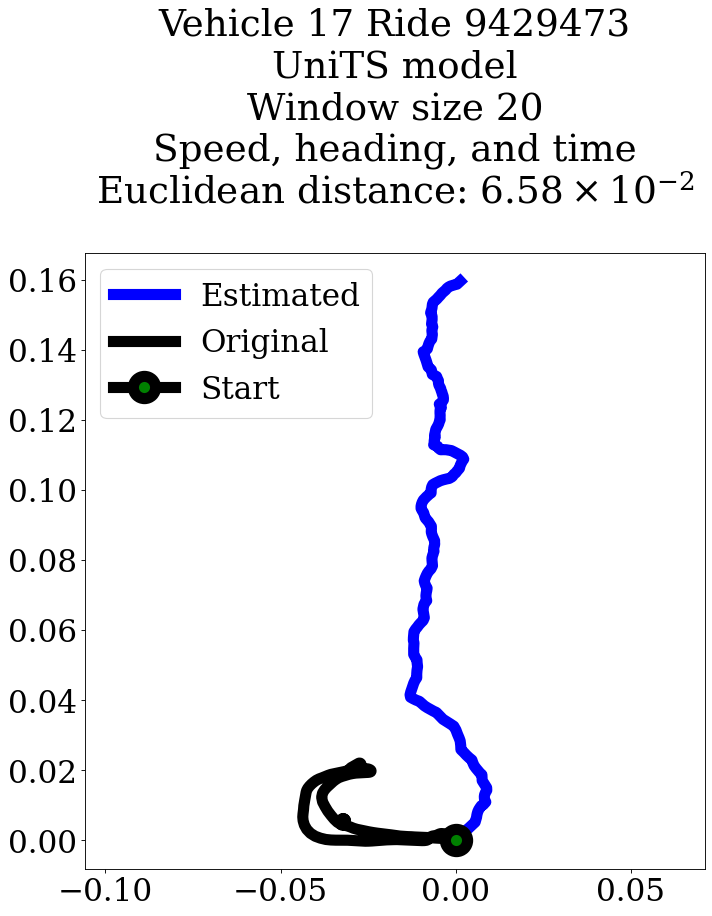 Vehicle 17 Ride 9429473
UniTS model
Window size 20
Speed, heading, and time
Euclidean distance: 6.58 × 10⁻²
0.16
0.14
0.12
0.10
0.08
0.06
0.04
0.02
0.00
Estimated
Original
Start
−0.10
−0.05
0.00
0.05